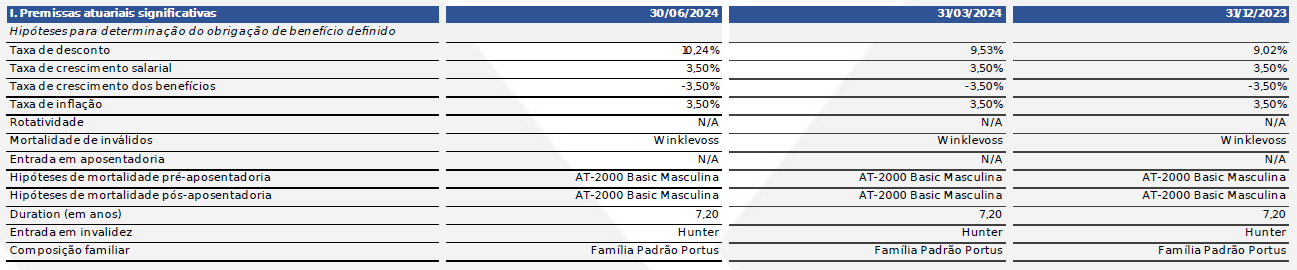 I. Premissas atuariais significativas 30/06/2024 31/03/2024 31/12/2023
Hipóteses para determinação do obrigação de benefício definido
Taxa de desconto 10,24% 9,53% 9,02%
Taxa de crescimento salarial 3,50% 3,50% 3,50%
Taxa de crescimento dos benefícios -3,50% -3,50% -3,50%
Taxa de inflação 3,50% 3,50% 3,50%
Rotatividade N/A N/A N/A
Mortalidade de inválidos Winklevoss Winklevoss Winklevoss
Entrada em aposentadoria N/A N/A N/A
Hipóteses de mortalidade pré-aposentadoria AT-2000 Basic Masculina AT-2000 Basic Masculina AT-2000 Basic Masculina
Hipóteses de mortalidade pós-aposentadoria AT-2000 Basic Masculina AT-2000 Basic Masculina AT-2000 Basic Masculina
Duration (em anos) 7,20 7,20 7,20
Entrada em invalidez Hunter Hunter Hunter
Composição familiar Família Padrão Portus Família Padrão Portus Família Padrão Portus